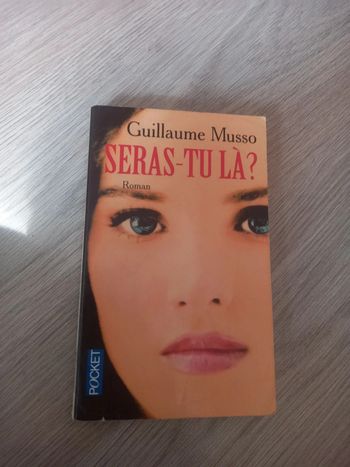 Guillaume Musso
SERAS-TU LÀ?
Roman
POCKET